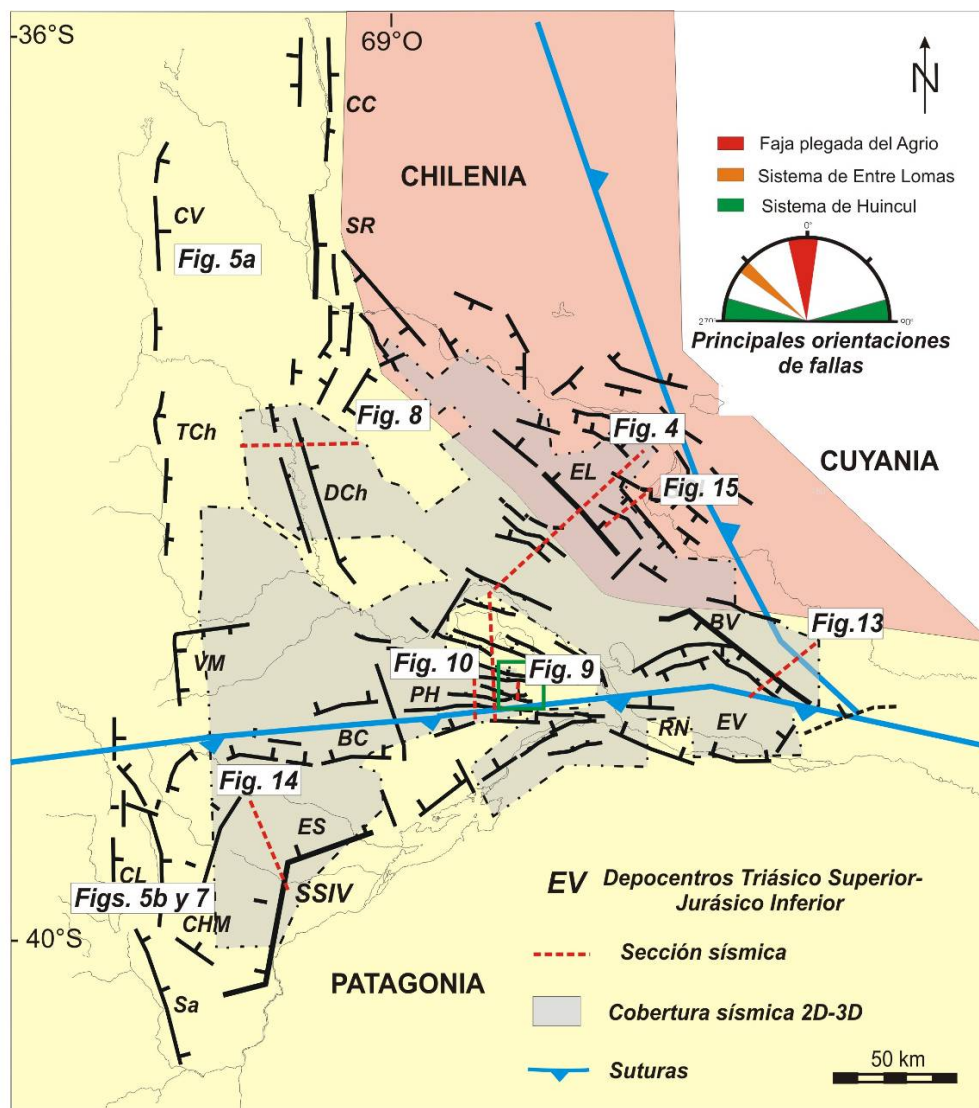 36°S
69°O
N
CC
Faja plegada del Agrio
CHILENIA
Sistema de Entre Lomas
CV
SR
Sistema de Huincul
Fig. 5a
0°
270°
90°
Principales orientaciones
de fallas
Fig. 8
TCh
Fig. 4
CUYANIA
EL
DCh
Fig. 15
BV
Fig.13
VM
Fig. 10
Fig. 9
PH
RN
EV
BC
Fig. 14
ES
EV Depocentros Triásico Superior-
Jurásico Inferior
CL
Figs. 5b y 7
SSIV
CHM
40°S
Sección sísmica
PATAGONIA
Sa
Cobertura sísmica 2D-3D
Suturas
50 km